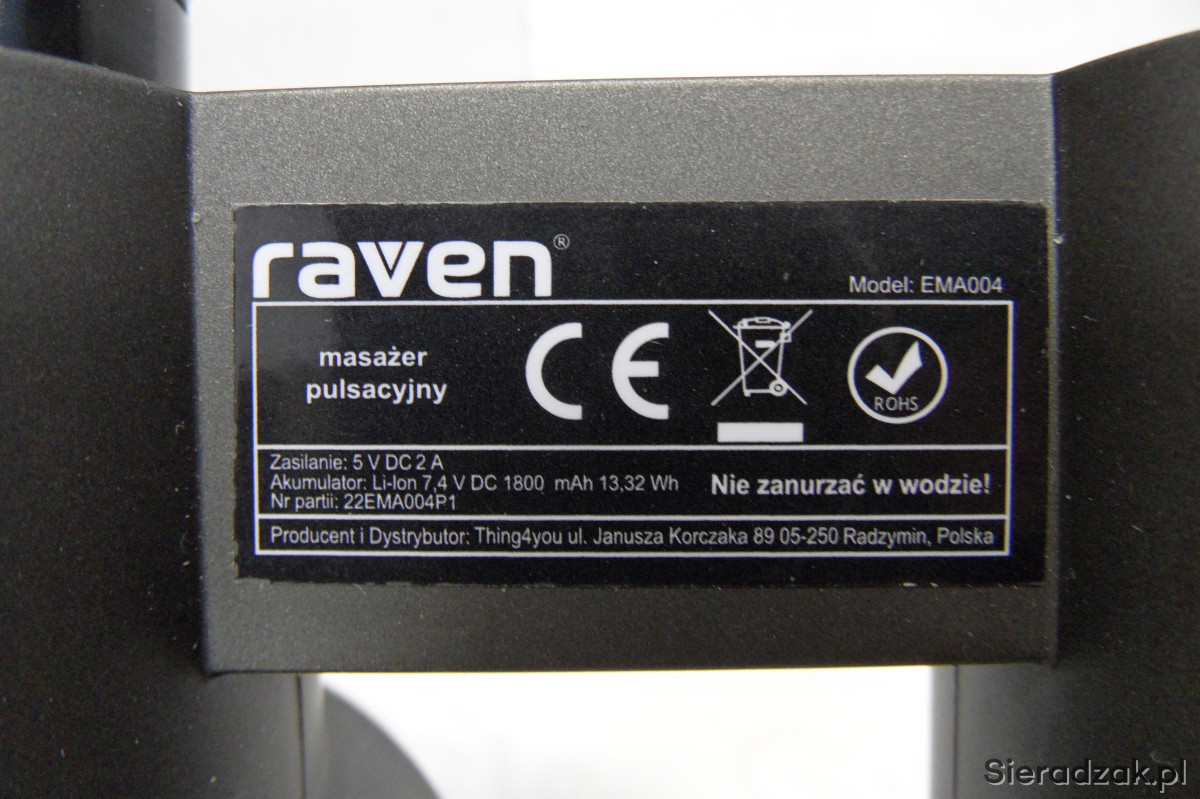 raven®
Model: EMA004
masażer
pulsacyjny
CE
ROHS
Zasilanie: 5 V DC 2 A
Akumulator: Li-Ion 7,4 V DC 1800 mAh 13,32 Wh
Nr partii: 22EMA004P1
Nie zanurzać w wodzie!
Producent i Dystrybutor: Thing4you ul. Janusza Korczaka 89 05-250 Radzymin, Polska
Sieradzak.pl